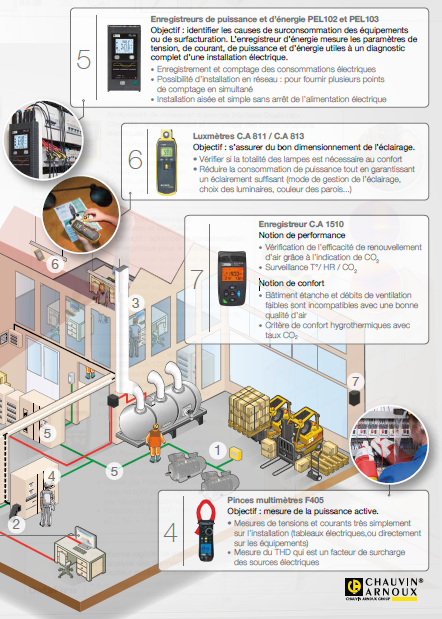 5
Enregistreurs de puissance et d'énergie PEL102 et PEL103
Objectif : identifier les causes de surconsommation des équipements
ou de surfacturation. L'enregistreur d'énergie mesure les paramètres de
tension, de courant, de puissance et d'énergie utiles à un diagnostic
complet d'une installation électrique.
• Enregistrement et comptage des consommations électriques
• Possibilité d'installation en réseau : pour fournir plusieurs points
de comptage en simultané
• Installation aisée et simple sans arrêt de l'alimentation électrique
6
Luxmètres C.A 811 / C.A 813
Objectif : s'assurer du bon dimensionnement de l'éclairage.
• Vérifier si la totalité des lampes est nécessaire au confort
• Réduire la consommation de puissance tout en garantissant
un éclairement suffisant (mode de gestion de l'éclairage,
choix des luminaires, couleur des parois...)
7
Enregistreur C.A 1510
Notion de performance
• Vérification de l'efficacité de renouvellement
d'air grâce à l'indication de CO2
• Surveillance T°/ HR / CO2
Notion de confort
• Bâtiment étanche et débits de ventilation
faibles sont incompatibles avec une bonne
qualité d'air
• Critère de confort hygrothermiques avec
taux CO2
6
3
7
5
1
5
4
2
4
Pinces multimètres F405
Objectif : mesure de la puissance active.
• Mesures de tensions et courants très simplement
sur l'installation (tableaux électriques,ou directement
sur les équipements)
• Mesure du THD qui est un facteur de surcharge
des sources électriques
CHAUVIN®
ARNOUX
CHAUVIN ARNOUX GROUP